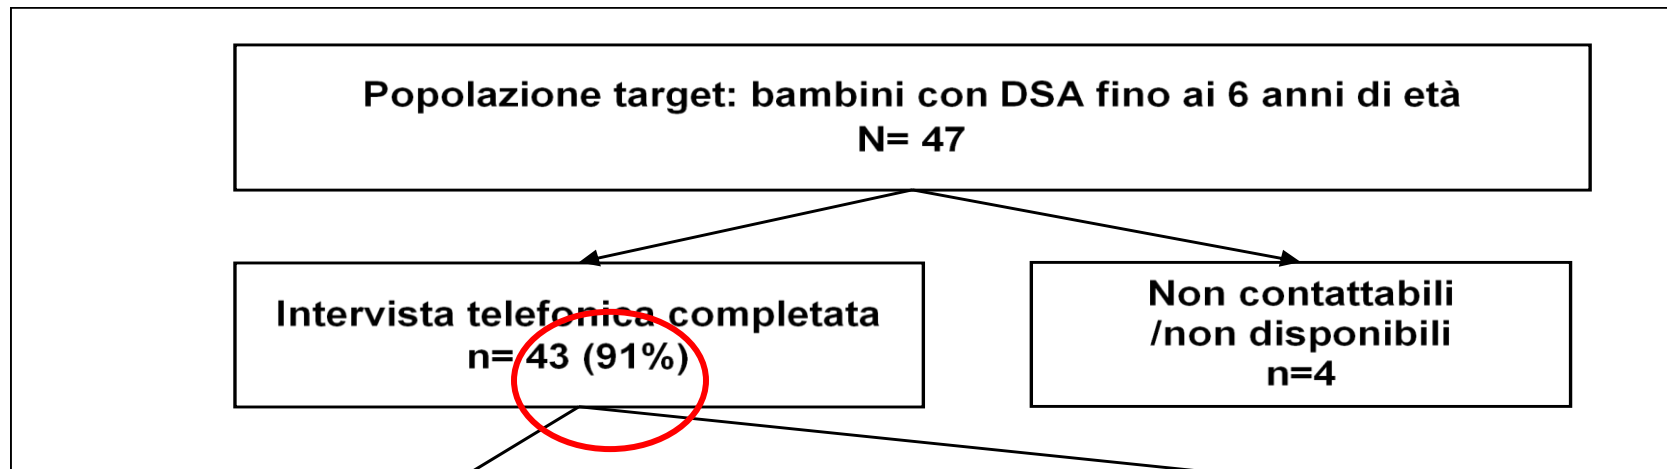 Popolazione target: bambini con DSA fino ai 6 anni di età
N= 47
Intervista telefonica completata
n= 43 (91%)
Non contattabili
/non disponibili
n=4